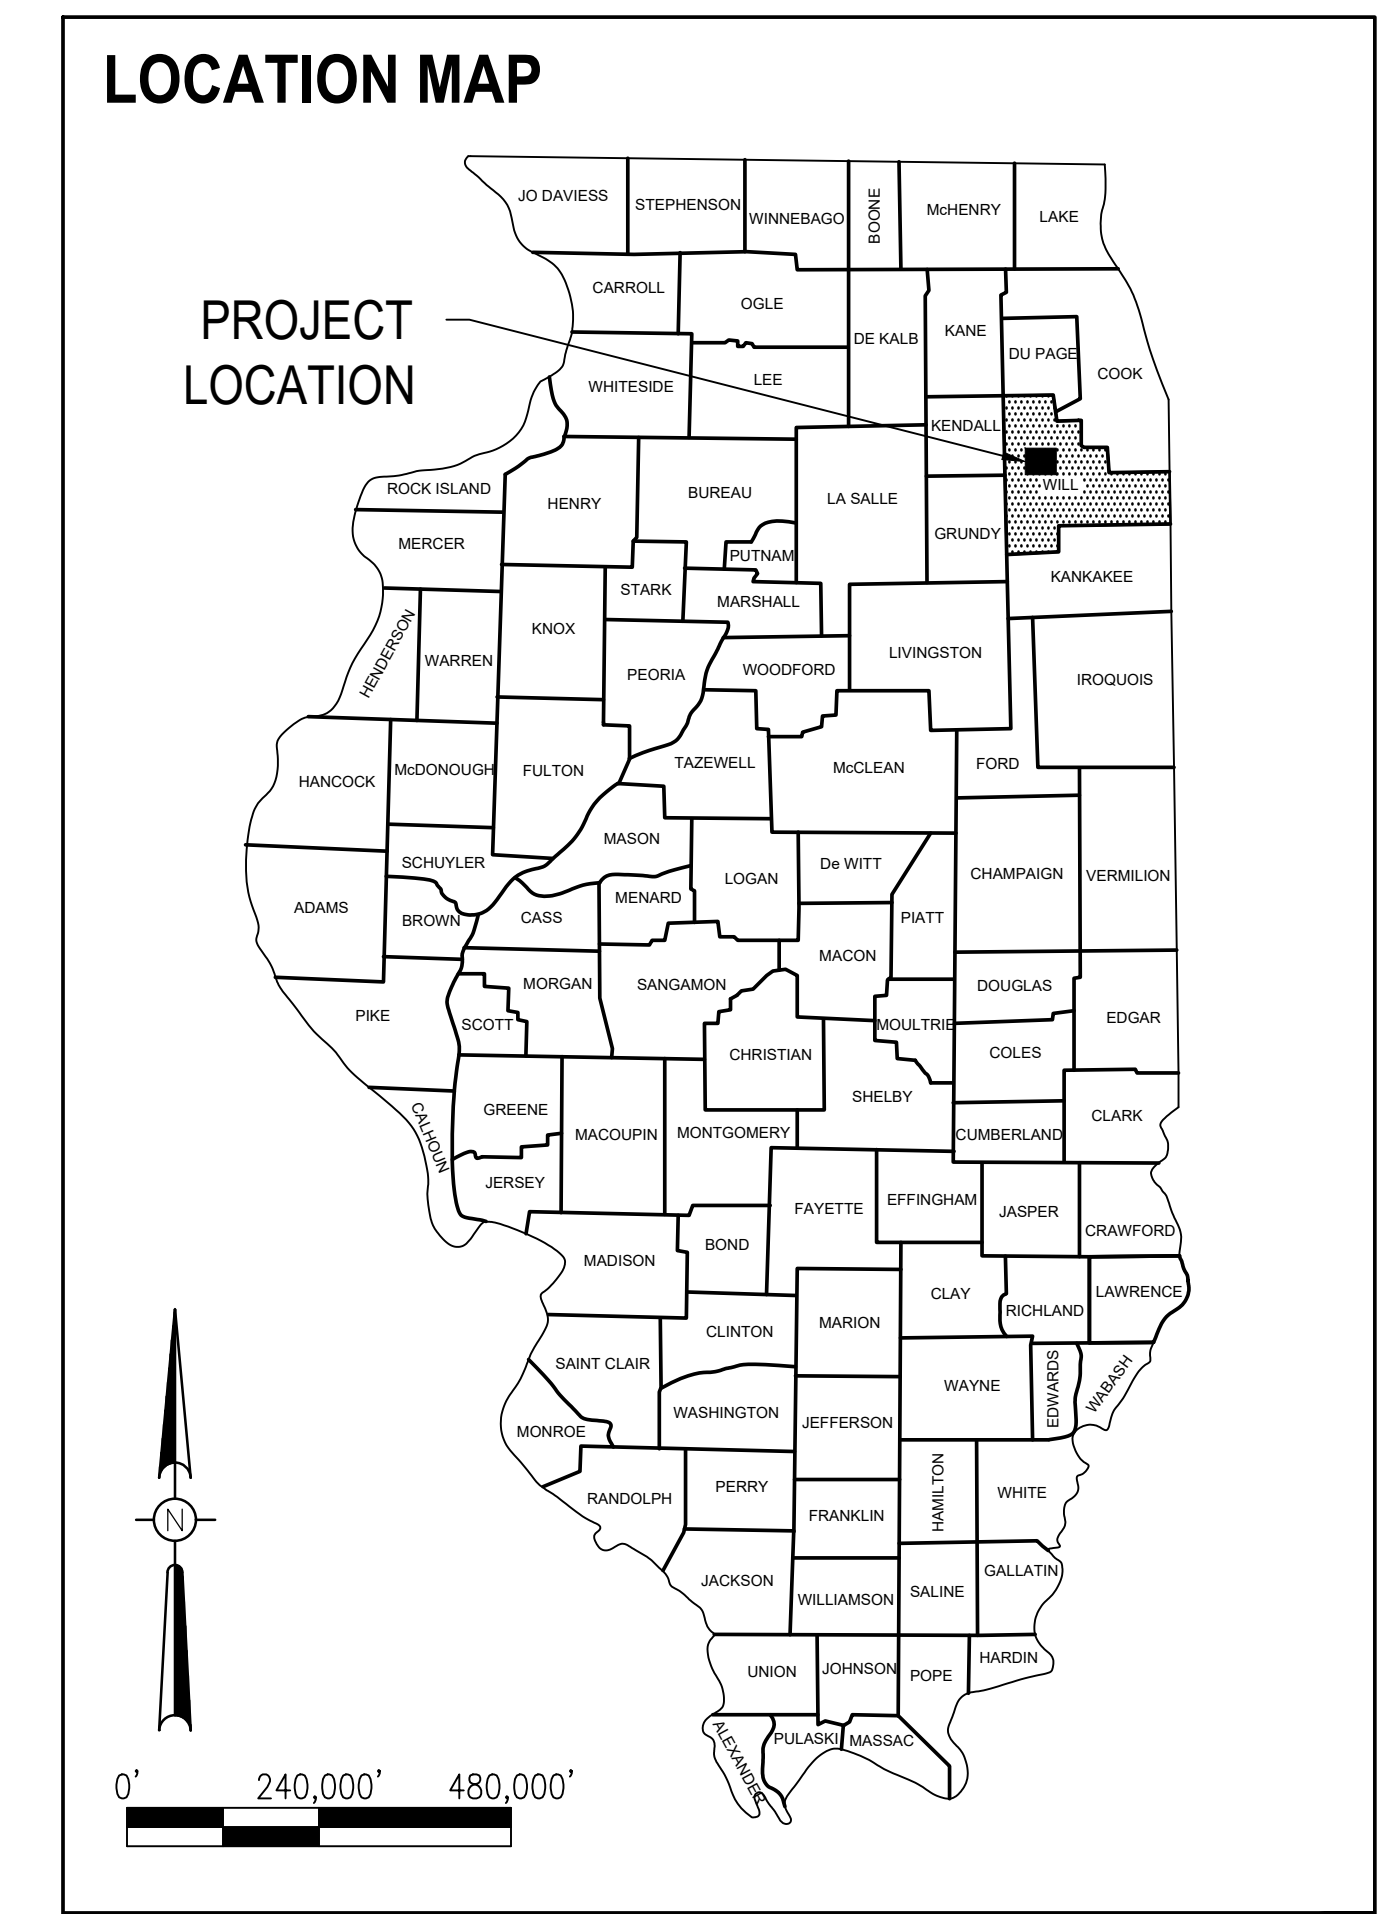 LOCATION MAP
JO DAVIESS
STEPHENSON
WINNEBAGO
BOONE
McHENRY
LAKE
CARROLL
OGLE
DE KALB
KANE
DU PAGE
COOK
PROJECT
LOCATION
WHITESIDE
LEE
KENDALL
ROCK ISLAND
HENRY
BUREAU
LA SALLE
WILL
MERCER
PUTNAM
GRUNDY
KANKAKEE
STARK
MARSHALL
HENDERSON
WARREN
KNOX
PEORIA
WOODFORD
LIVINGSTON
IROQUOIS
HANCOCK
McDONOUGH
FULTON
TAZEWELL
McCLEAN
FORD
MASON
SCHUYLER
LOGAN
De WITT
CHAMPAIGN
VERMILION
ADAMS
BROWN
CASS
MENARD
PIATT
MACON
PIKE
SCOTT
MORGAN
SANGAMON
DOUGLAS
EDGAR
MOULTRIE
CHRISTIAN
COLES
SHELBY
CALHOUN
GREENE
MACOUPIN
MONTGOMERY
CUMBERLAND
CLARK
JERSEY
FAYETTE
EFFINGHAM
JASPER
CRAWFORD
MADISON
BOND
CLAY
RICHLAND
LAWRENCE
CLINTON
MARION
SAINT CLAIR
WAYNE
EDWARDS
WABASH
WASHINGTON
JEFFERSON
MONROE
RANDOLPH
PERRY
FRANKLIN
HAMILTON
WHITE
N
JACKSON
WILLIAMSON
SALINE
GALLATIN
UNION
JOHNSON
POPE
HARDIN
ALEXANDER
PULASKI
MASSAC
0' 240,000' 480,000'